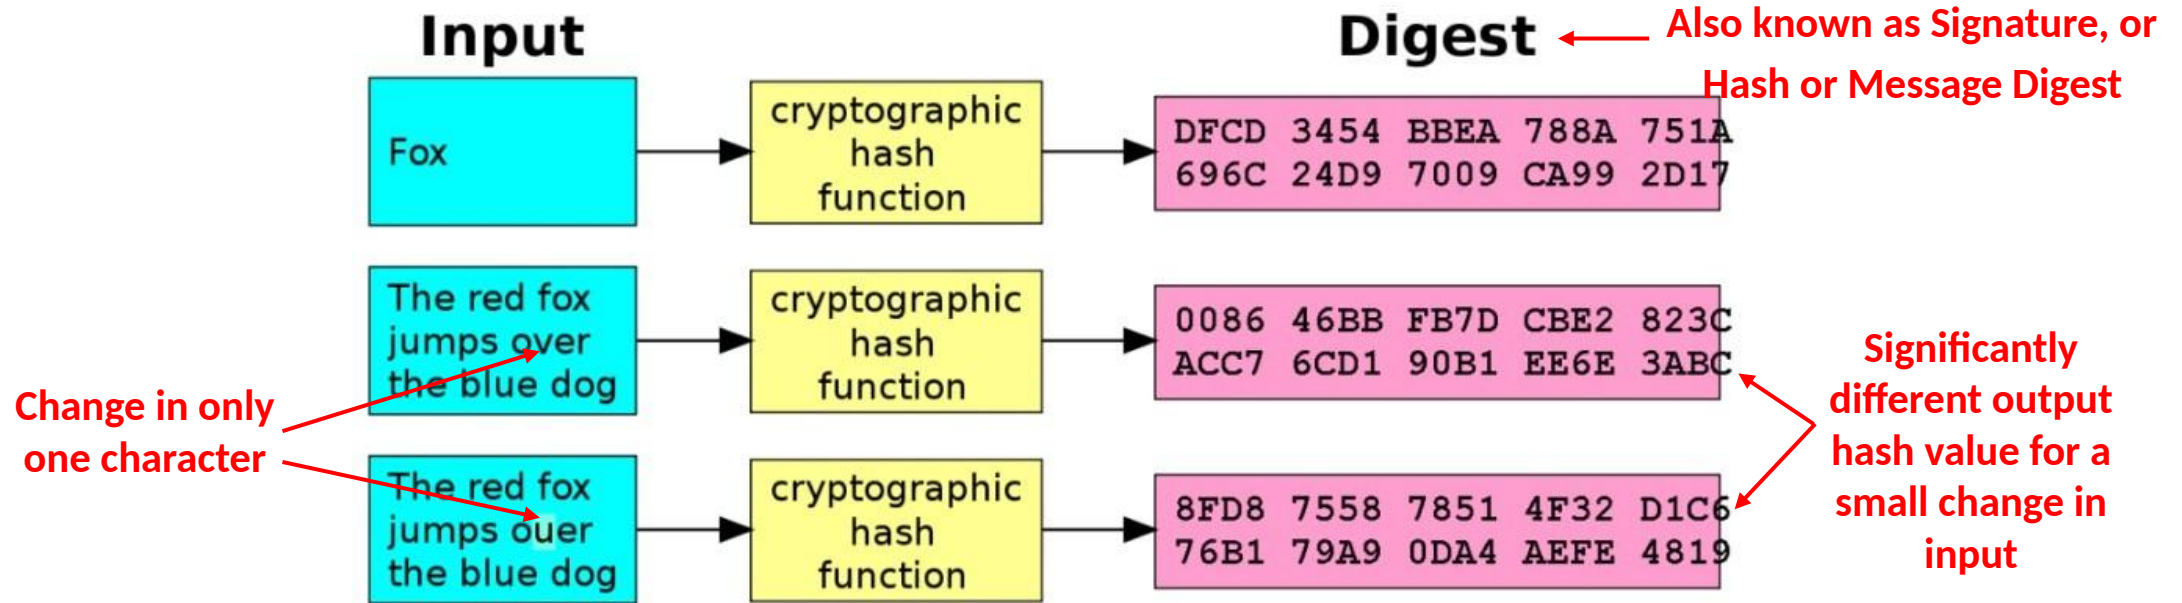 Input
Digest
Also known as Signature, or
Hash or Message Digest
Fox
cryptographic
hash
function
DFCD 3454 BBEA 788A 751A
696C 24D9 7009 CA99 2D17
The red fox
jumps over
the blue dog
cryptographic
hash
function
0086 46BB FB7D CBE2 823C
ACC7 6CD1 90B1 EE6E 3ABC
Change in only
one character
Significantly
different output
hash value for a
small change in
input
The red fox
jumps ouer
the blue dog
cryptographic
hash
function
8FD8 7558 7851 4F32 D1C6
76B1 79A9 0DA4 AEFE 4819